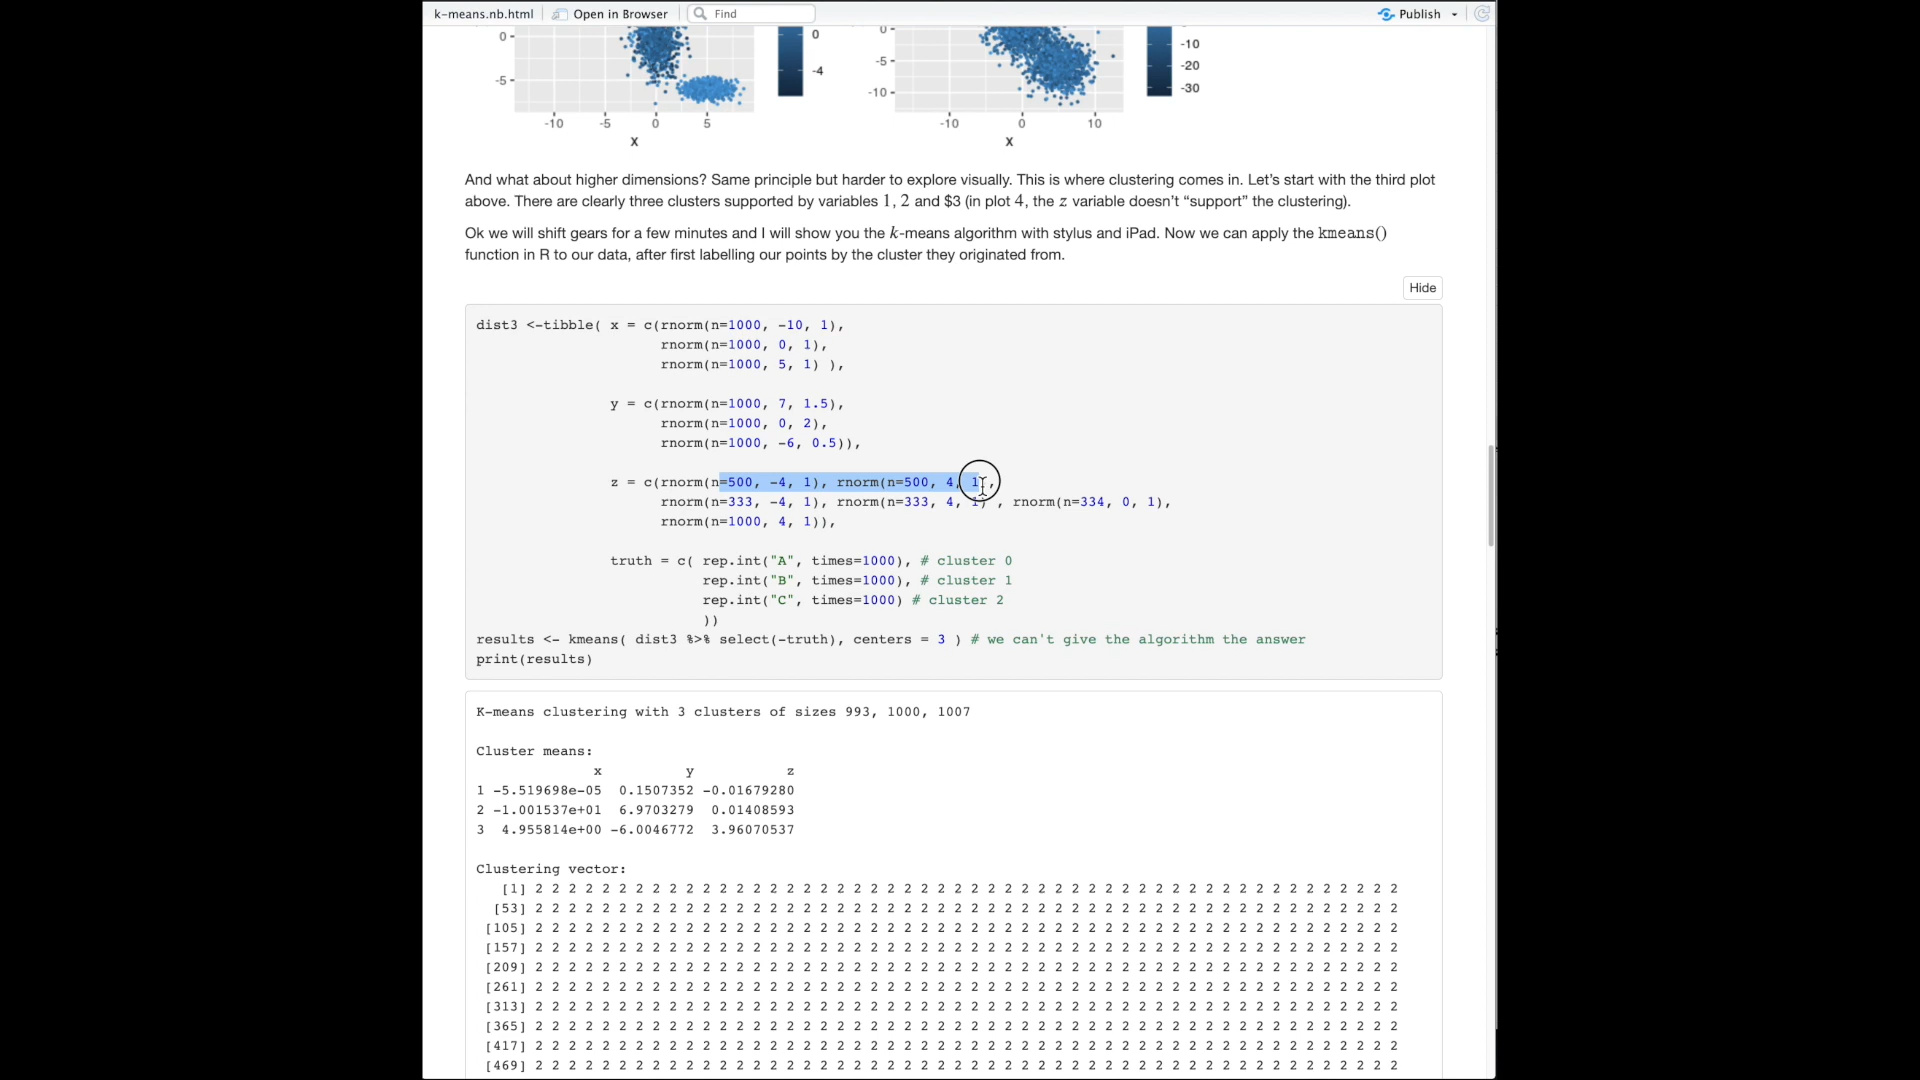 k-means.nb.html Open in Browser Find Publish
0 0 0 -10
-5 -4 -5 -20
-10 -30
-10 -5 0 5 -10 0 10
X X
And what about higher dimensions? Same principle but harder to explore visually. This is where clustering comes in. Let’s start with the third plot
above. There are clearly three clusters supported by variables 1, 2 and $3 (in plot 4, the z variable doesn’t “support” the clustering).
Ok we will shift gears for a few minutes and I will show you the k-means algorithm with stylus and iPad. Now we can apply the kmeans()
function in R to our data, after first labelling our points by the cluster they originated from.
Hide
dist3 <-tibble( x = c(rnorm(n=1000, -10, 1),
rnorm(n=1000, 0, 1),
rnorm(n=1000, 5, 1) ),
y = c(rnorm(n=1000, 7, 1.5),
rnorm(n=1000, 0, 2),
rnorm(n=1000, -6, 0.5)),
z = c(rnorm(n=500, -4, 1), rnorm(n=500, 4, 1),
rnorm(n=333, -4, 1), rnorm(n=333, 4, 1) , rnorm(n=334, 0, 1),
rnorm(n=1000, 4, 1)),
truth = c( rep.int("A", times=1000), # cluster 0
rep.int("B", times=1000), # cluster 1
rep.int("C", times=1000) # cluster 2
))
results <- kmeans( dist3 %>% select(-truth), centers = 3 ) # we can't give the algorithm the answer
print(results)
K-means clustering with 3 clusters of sizes 993, 1000, 1007
Cluster means:
x y z
1 -5.519698e-05 0.1507352 -0.01679280
2 -1.001537e+01 6.9703279 0.01408593
3 4.955814e+00 -6.0046772 3.96070537
Clustering vector:
[1] 2 2 2 2 2 2 2 2 2 2 2 2 2 2 2 2 2 2 2 2 2 2 2 2 2 2 2 2 2 2 2 2 2 2 2 2 2 2 2 2 2 2 2 2 2 2 2 2 2 2 2 2
[53] 2 2 2 2 2 2 2 2 2 2 2 2 2 2 2 2 2 2 2 2 2 2 2 2 2 2 2 2 2 2 2 2 2 2 2 2 2 2 2 2 2 2 2 2 2 2 2 2 2 2 2 2
[105] 2 2 2 2 2 2 2 2 2 2 2 2 2 2 2 2 2 2 2 2 2 2 2 2 2 2 2 2 2 2 2 2 2 2 2 2 2 2 2 2 2 2 2 2 2 2 2 2 2 2 2 2
[157] 2 2 2 2 2 2 2 2 2 2 2 2 2 2 2 2 2 2 2 2 2 2 2 2 2 2 2 2 2 2 2 2 2 2 2 2 2 2 2 2 2 2 2 2 2 2 2 2 2 2 2 2
[209] 2 2 2 2 2 2 2 2 2 2 2 2 2 2 2 2 2 2 2 2 2 2 2 2 2 2 2 2 2 2 2 2 2 2 2 2 2 2 2 2 2 2 2 2 2 2 2 2 2 2 2 2
[261] 2 2 2 2 2 2 2 2 2 2 2 2 2 2 2 2 2 2 2 2 2 2 2 2 2 2 2 2 2 2 2 2 2 2 2 2 2 2 2 2 2 2 2 2 2 2 2 2 2 2 2 2
[313] 2 2 2 2 2 2 2 2 2 2 2 2 2 2 2 2 2 2 2 2 2 2 2 2 2 2 2 2 2 2 2 2 2 2 2 2 2 2 2 2 2 2 2 2 2 2 2 2 2 2 2 2
[365] 2 2 2 2 2 2 2 2 2 2 2 2 2 2 2 2 2 2 2 2 2 2 2 2 2 2 2 2 2 2 2 2 2 2 2 2 2 2 2 2 2 2 2 2 2 2 2 2 2 2 2 2
[417] 2 2 2 2 2 2 2 2 2 2 2 2 2 2 2 2 2 2 2 2 2 2 2 2 2 2 2 2 2 2 2 2 2 2 2 2 2 2 2 2 2 2 2 2 2 2 2 2 2 2 2 2
[469] 2 2 2 2 2 2 2 2 2 2 2 2 2 2 2 2 2 2 2 2 2 2 2 2 2 2 2 2 2 2 2 2 2 2 2 2 2 2 2 2 2 2 2 2 2 2 2 2 2 2 2 2